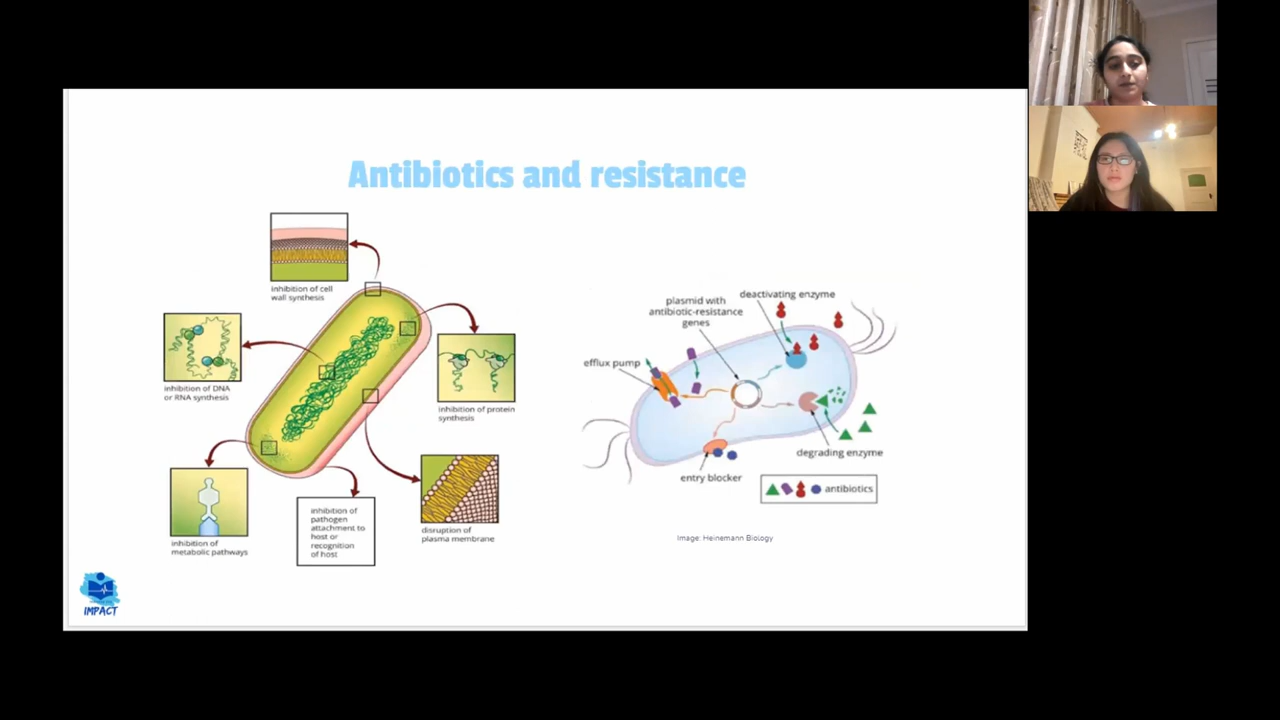 Antibiotics and resistance
inhibition of cell
wall synthesis
inhibition of DNA
or RNA synthesis
inhibition of protein
synthesis
inhibition of
metabolic pathways
inhibition of
pathogen
attachment to
host or
recognition
of host
disruption of
plasma membrane
plasmid with
antibiotic-resistance
genes
deactivating enzyme
efflux pump
degrading enzyme
entry blocker
antibiotics
Image: Heinemann Biology
IMPACT